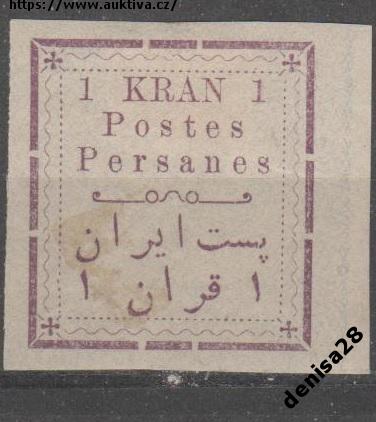 https://www.auktiva.cz/
1 KRAN 1
Postes
Persanes
پست ایران
۱ قران ۱
denisa28